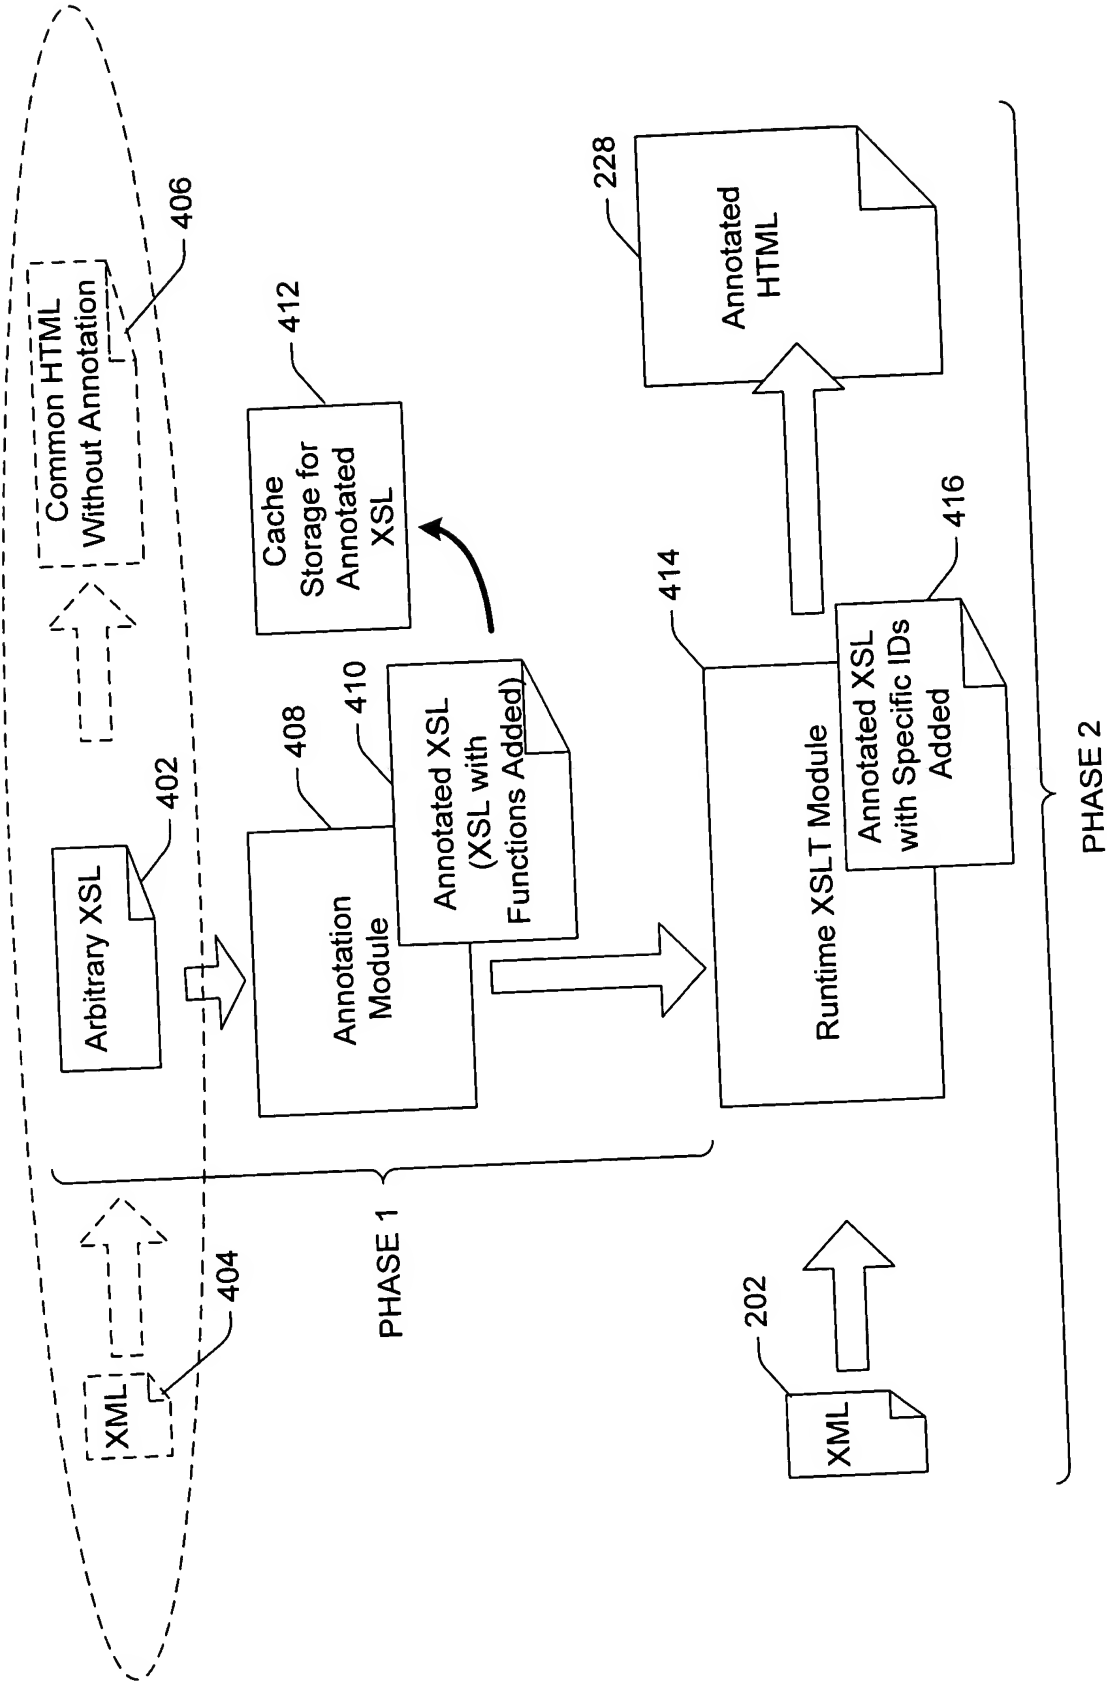 XML
404
Arbitrary XSL
402
Common HTML
Without Annotation
406
PHASE 1
Annotation
Module
408
Annotated XSL
(XSL with
Functions Added)
410
Cache
Storage for
Annotated
XSL
412
XML
202
Runtime XSLT Module
414
Annotated XSL
with Specific IDs
Added
416
Annotated
HTML
228
PHASE 2